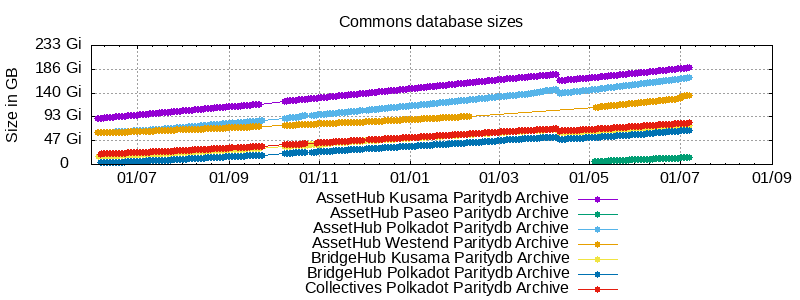 Commons database sizes
Size in GB
233 Gi
186 Gi
140 Gi
93 Gi
47 Gi
0
01/07 01/09 01/11 01/01 01/03 01/05 01/07 01/09
AssetHub Kusama Paritydb Archive
AssetHub Paseo Paritydb Archive
AssetHub Polkadot Paritydb Archive
AssetHub Westend Paritydb Archive
BridgeHub Kusama Paritydb Archive
BridgeHub Polkadot Paritydb Archive
Collectives Polkadot Paritydb Archive